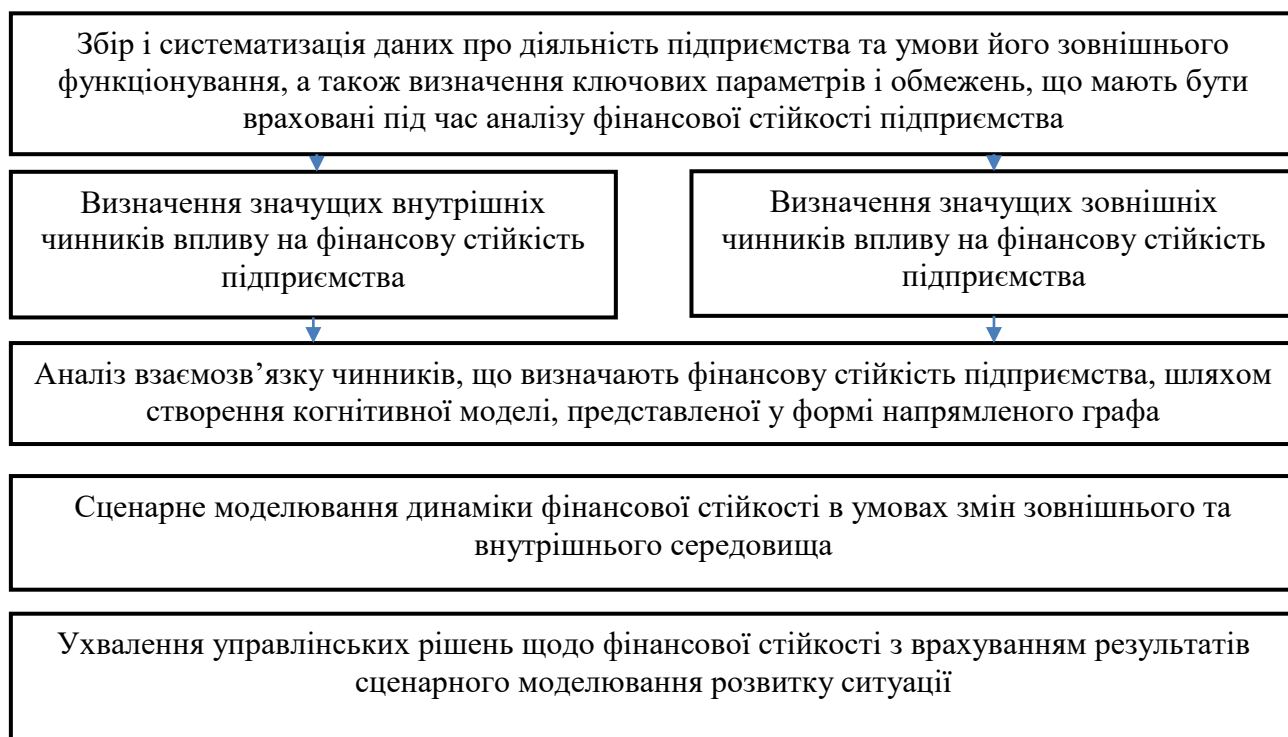 Збір і систематизація даних про діяльність підприємства та умови його зовнішнього
функціонування, а також визначення ключових параметрів і обмежень, що мають бути
враховані під час аналізу фінансової стійкості підприємства
Визначення значущих внутрішніх
чинників впливу на фінансову стійкість
підприємства
Визначення значущих зовнішніх
чинників впливу на фінансову стійкість
підприємства
Аналіз взаємозв’язку чинників, що визначають фінансову стійкість підприємства, шляхом
створення когнітивної моделі, представленої у формі напрямленого графа
Сценарне моделювання динаміки фінансової стійкості в умовах змін зовнішнього та
внутрішнього середовища
Ухвалення управлінських рішень щодо фінансової стійкості з врахуванням результатів
сценарного моделювання розвитку ситуації